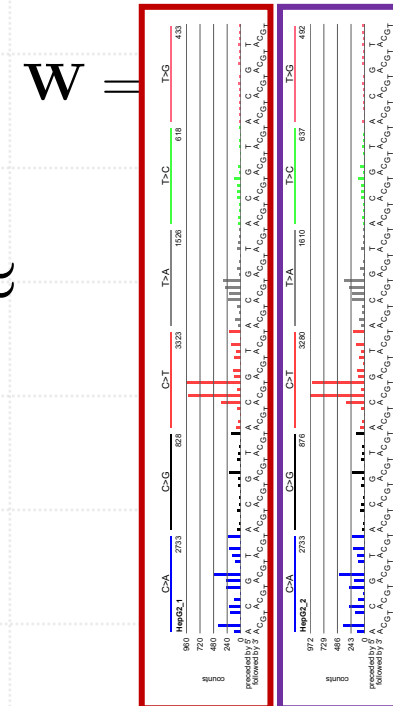 W =
C>A C>G C>T T>A T>C T>G
HepG2_1 2733 828 3323 1526 618 433
960
720
480
240
0
counts
preceded by 5' A C G T A C G T A C G T A C G T A C G T A C G T
followed by 3' A A A A C G T A A A A C G T A A A A C G T A A A A C G T A A A A C G T A A A A C G T
C>A C>G C>T T>A T>C T>G
HepG2_2 2733 876 3280 1610 637 492
972
729
486
243
0
counts
preceded by 5' A C G T A C G T A C G T A C G T A C G T A C G T
followed by 3' A A A A C G T A A A A C G T A A A A C G T A A A A C G T A A A A C G T A A A A C G T